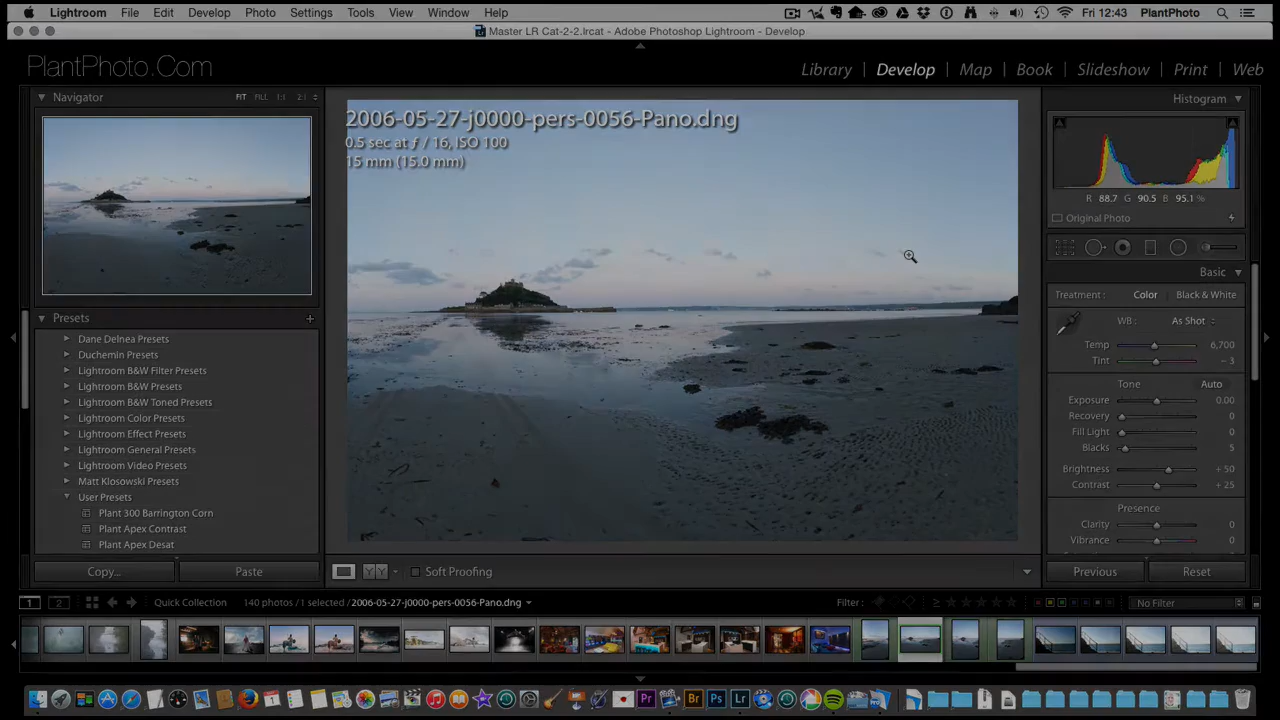 Lightroom File Edit Develop Photo Settings Tools View Window Help Fri 12:43 PlantPhoto
Master LR Cat-2-2.lrcat - Adobe Photoshop Lightroom - Develop
PlantPhoto.Com
Library | Develop | Map | Book | Slideshow | Print | Web
Navigator FIT FILL 1:1 2:1
Histogram
2006-05-27-j0000-pers-0056-Pano.dng
0.5 sec at ƒ / 16, ISO 100
15 mm (15.0 mm)
R 88.7 G 90.5 B 95.1 %
Original Photo
Basic
Treatment : Color Black & White
WB : As Shot
Temp 6,700
Tint − 3
Tone Auto
Exposure 0.00
Recovery 0
Fill Light 0
Blacks 5
Brightness + 50
Contrast + 25
Presence
Clarity 0
Vibrance 0
Presets +
Dane Delnea Presets
Duchemin Presets
Lightroom B&W Filter Presets
Lightroom B&W Presets
Lightroom B&W Toned Presets
Lightroom Color Presets
Lightroom Effect Presets
Lightroom General Presets
Lightroom Video Presets
Matt Klosowski Presets
User Presets
Plant 300 Barrington Corn
Plant Apex Contrast
Plant Apex Desat
Copy... Paste
YY Soft Proofing
Previous Reset
1 2 Quick Collection 140 photos / 1 selected / 2006-05-27-j0000-pers-0056-Pano.dng Filter : ≥ No Filter
Pr Br Ps Lr